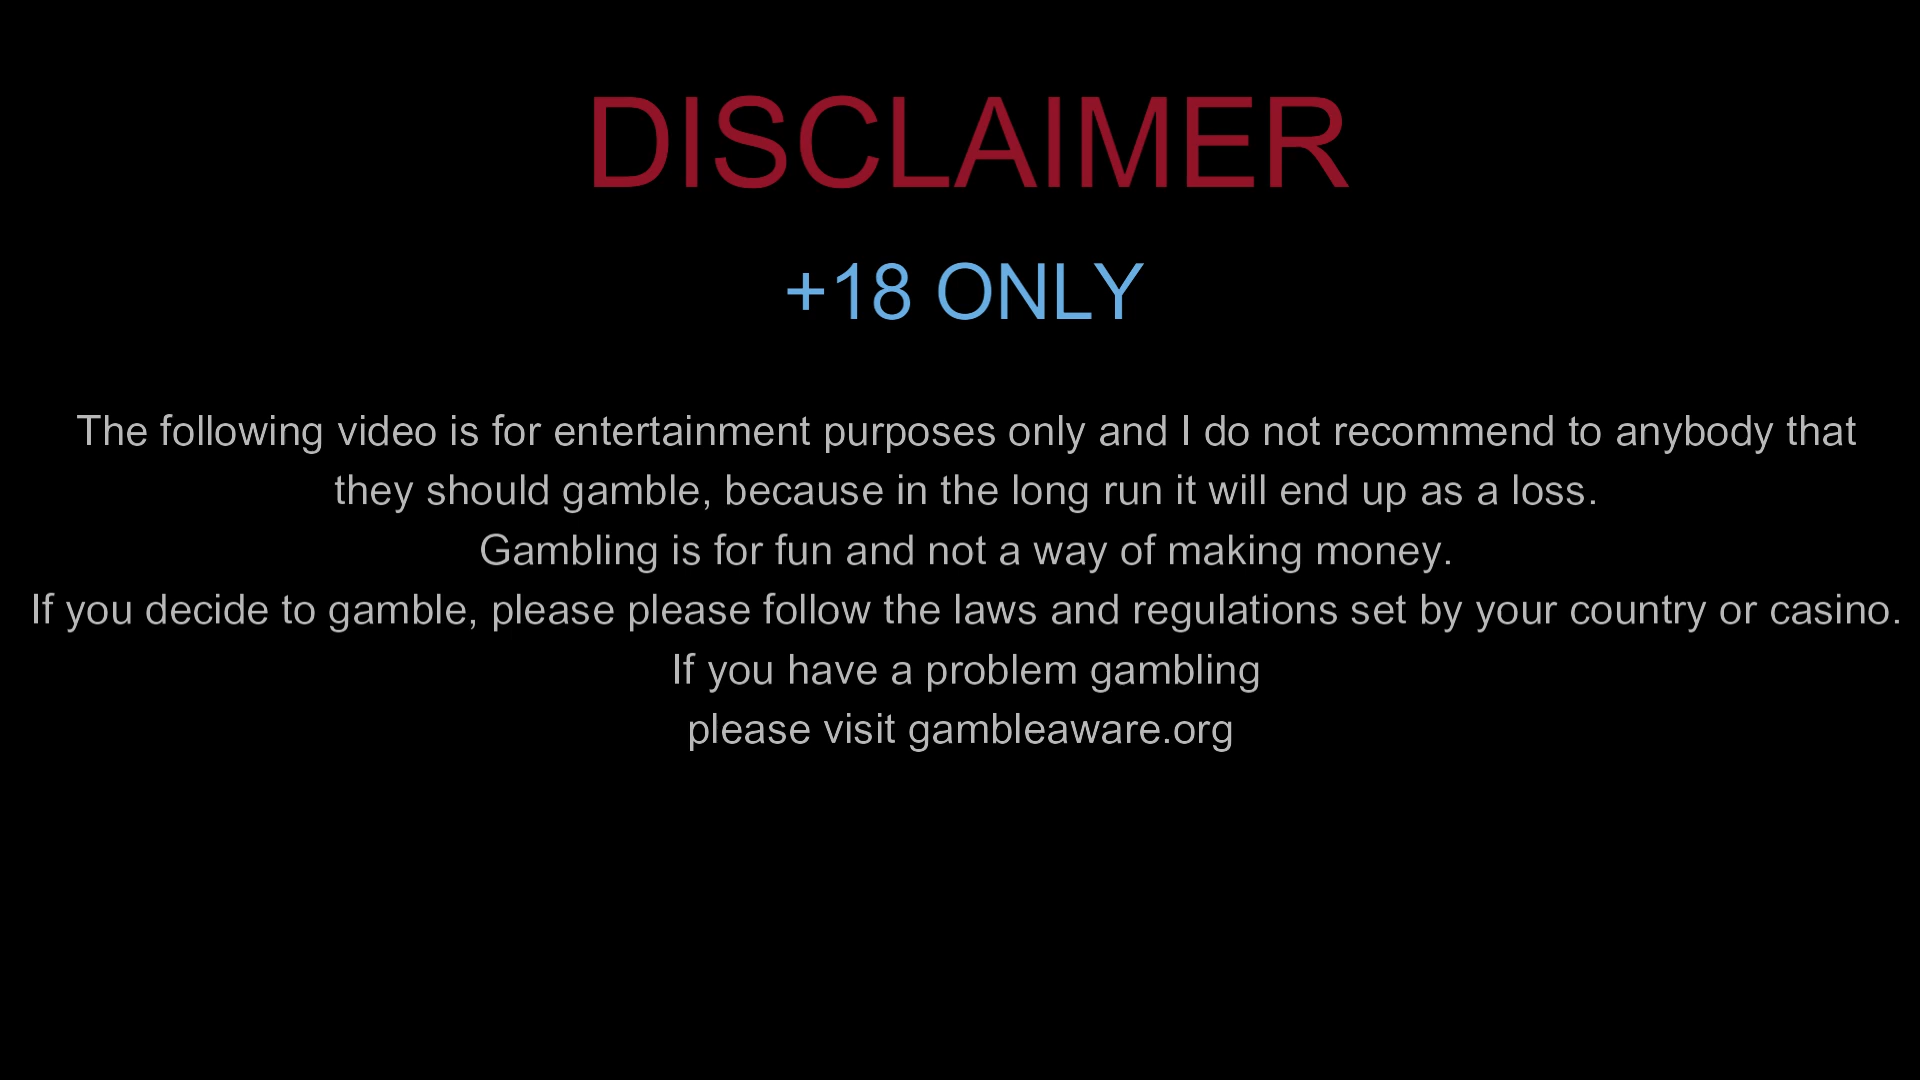 DISCLAIMER
+18 ONLY
The following video is for entertainment purposes only and I do not recommend to anybody that
they should gamble, because in the long run it will end up as a loss.
Gambling is for fun and not a way of making money.
If you decide to gamble, please please follow the laws and regulations set by your country or casino.
If you have a problem gambling
please visit gambleaware.org